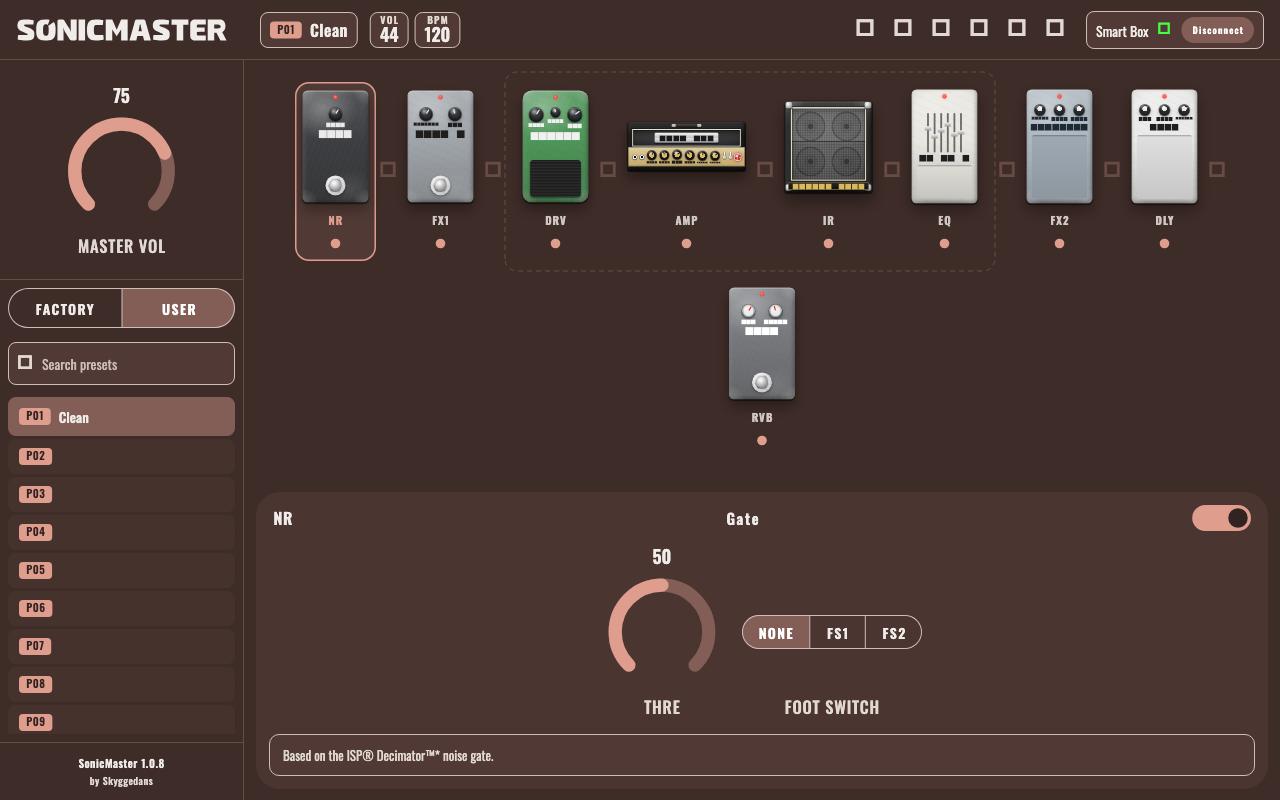 SONICMASTER
P01 Clean
VOL
44
BPM
120
Smart Box
Disconnect
75
MASTER VOL
FACTORY
USER
Search presets
P01 Clean
P02
P03
P04
P05
P06
P07
P08
P09
SonicMaster 1.0.8
by Skyggedans
NR
FX1
DRV
AMP
IR
EQ
FX2
DLY
RVB
NR
Gate
50
THRE
NONE
FS1
FS2
FOOT SWITCH
Based on the ISP® Decimator™* noise gate.